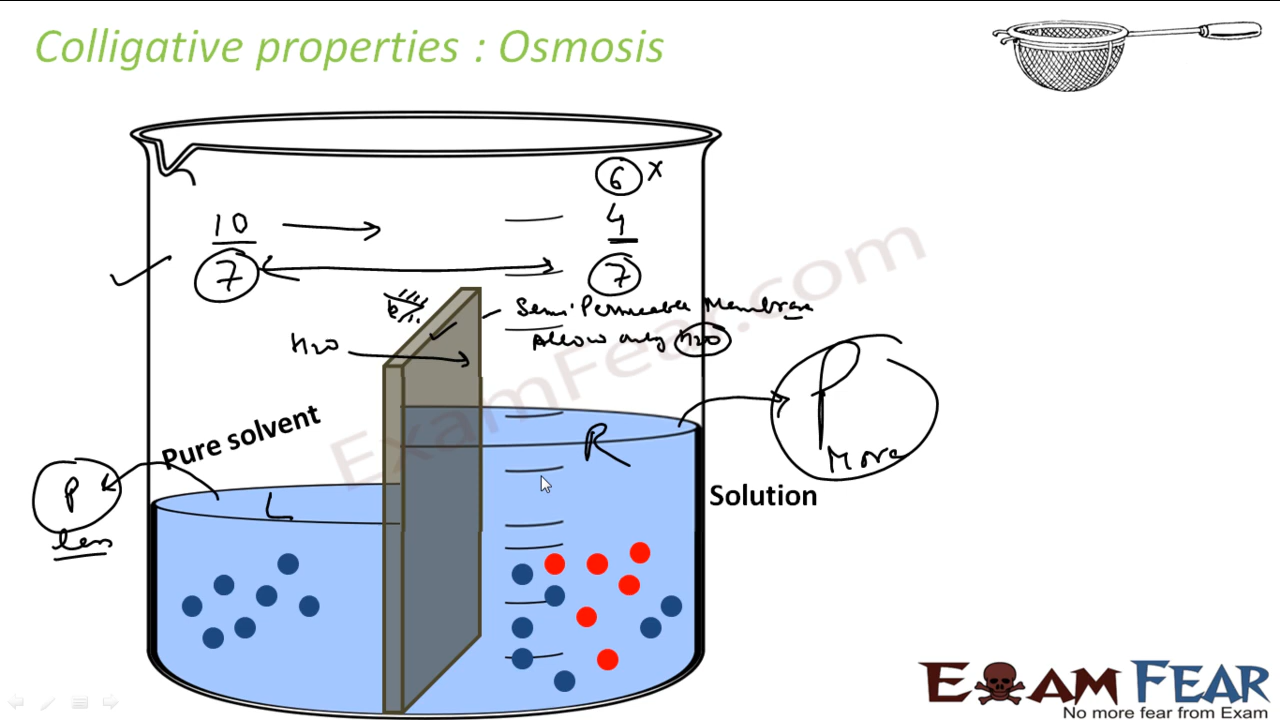 Colligative properties : Osmosis
6 x
10
4
7
7
Semi Permeable Membrane
Allow only H2O
H2O
Pure solvent
R
P
More
P
less
L
Solution
ExamFear.com
EXAM FEAR
No more fear from Exam